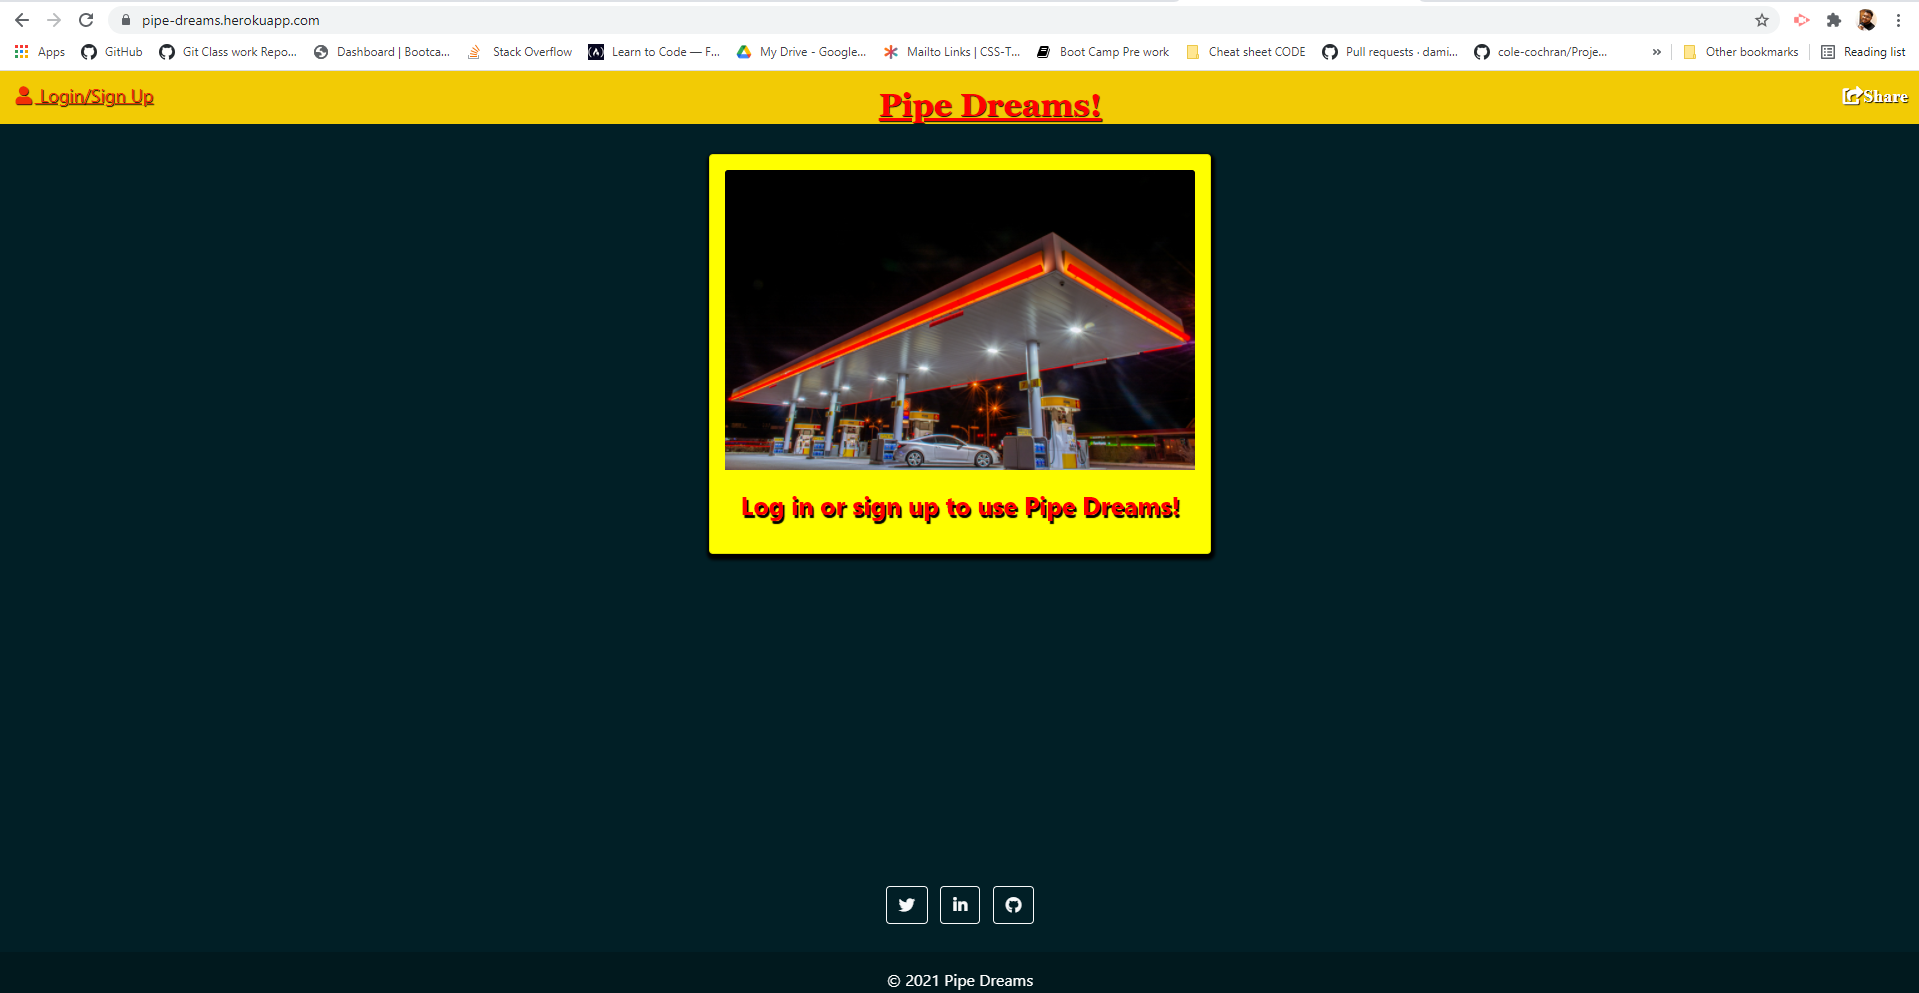 pipe-dreams.herokuapp.com
Apps GitHub Git Class work Repo... Dashboard | Bootca... Stack Overflow Learn to Code — F... My Drive - Google... Mailto Links | CSS-T... Boot Camp Pre work Cheat sheet CODE Pull requests · dami... cole-cochran/Proje... » Other bookmarks Reading list
Login/Sign Up Pipe Dreams! Share
Log in or sign up to use Pipe Dreams!
© 2021 Pipe Dreams